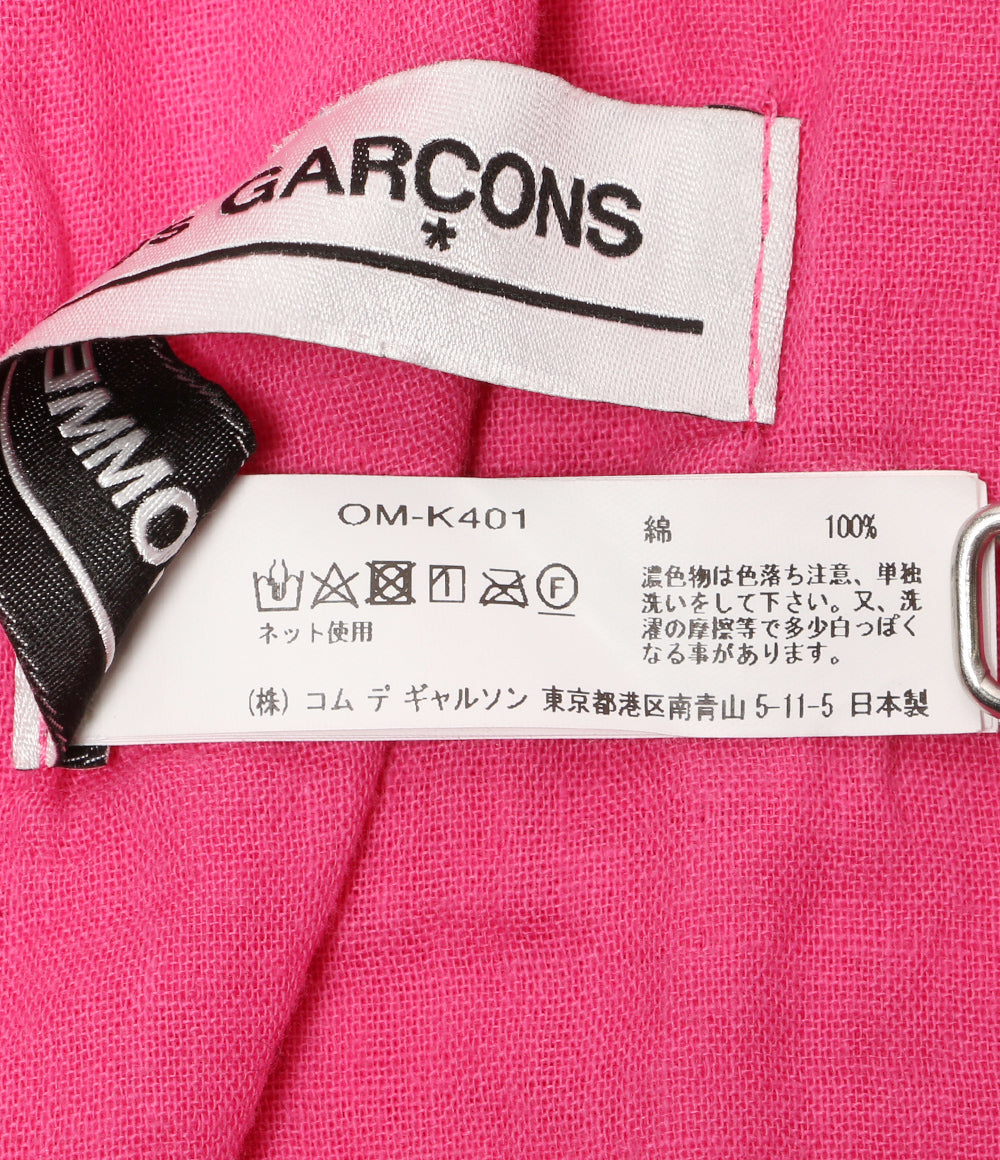 GARCONS
*
OM-K401
綿 100%
濃色物は色落ち注意、単独
洗いをして下さい。又、洗
濯の摩擦等で多少白っぽく
なる事があります。
F
ネット使用
(株) コム デ ギャルソン 東京都港区南青山 5-11-5 日本製